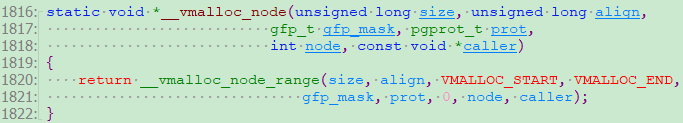 1816: static void *__vmalloc_node(unsigned long size, unsigned long align,
1817:                             gfp_t gfp_mask, pgprot_t prot,
1818:                             int node, const void *caller)
1819: {
1820:     return __vmalloc_node_range(size, align, VMALLOC_START, VMALLOC_END,
1821:                                 gfp_mask, prot, 0, node, caller);
1822: }